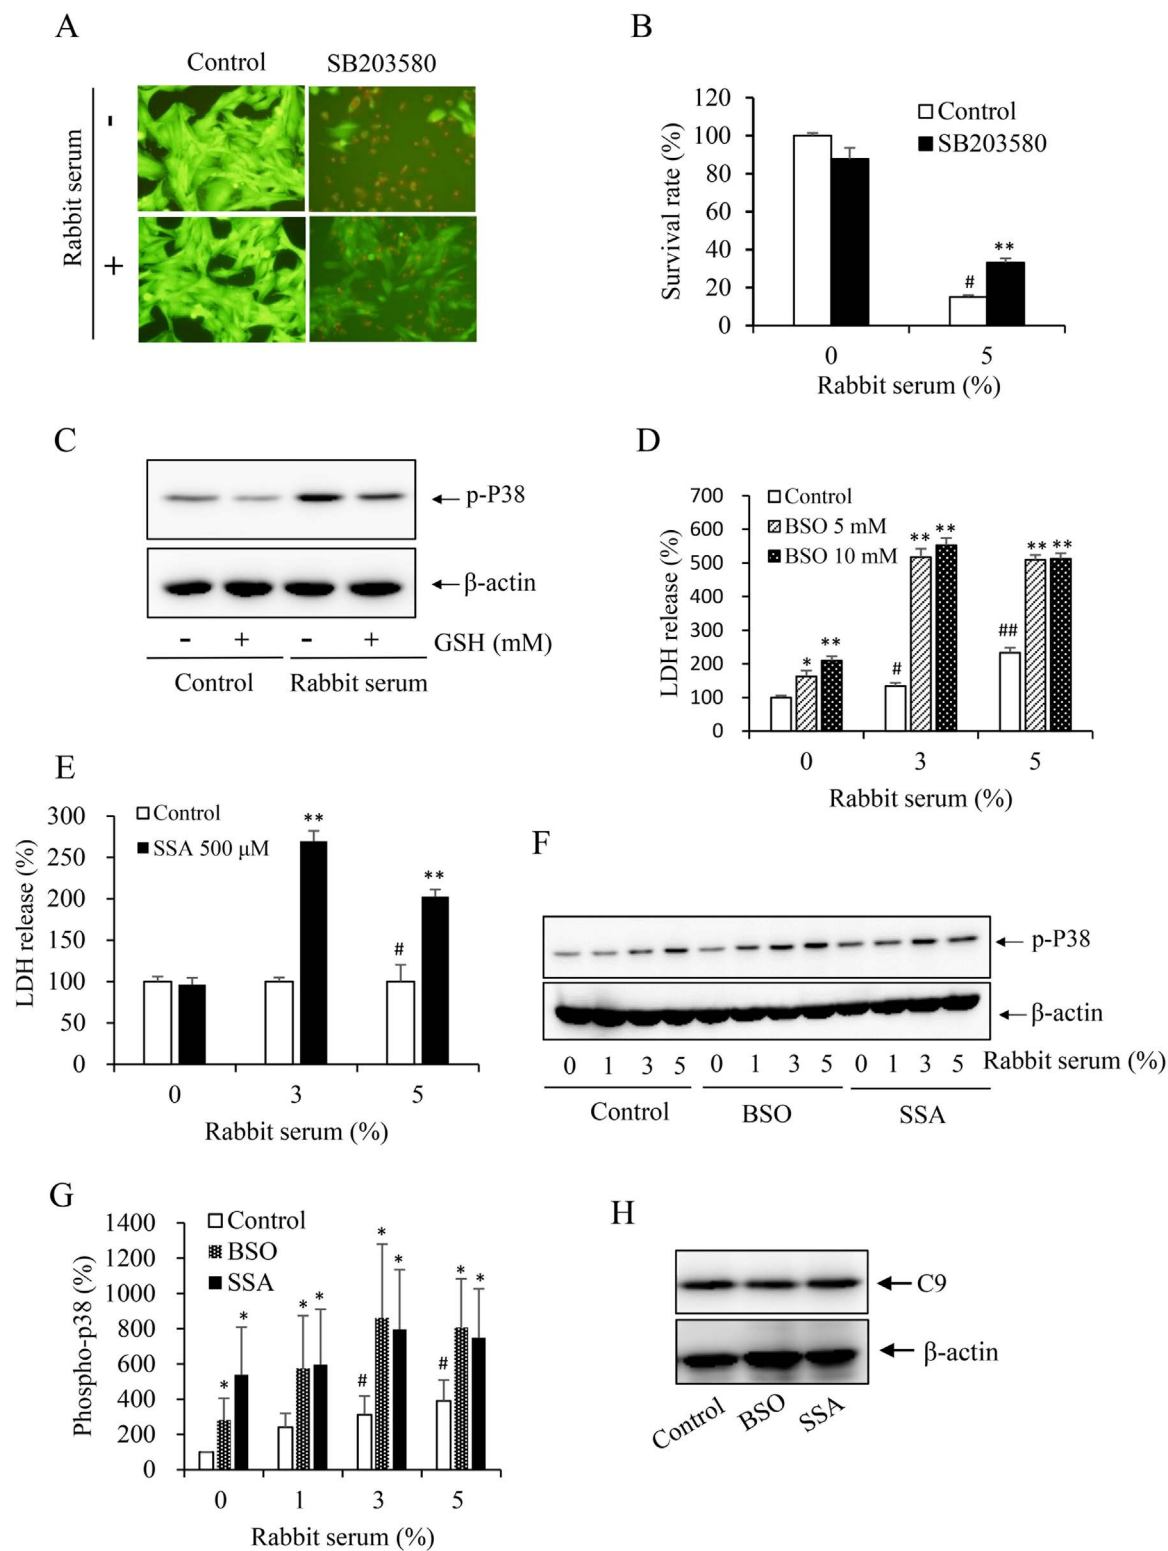 A
Control SB203580
Rabbit serum
-
+
B
Control
SB203580
Survival rate (%)
120
100
80
60
40
20
0
#
**
0 5
Rabbit serum (%)
C
p-P38
β-actin
- + - + GSH (mM)
Control Rabbit serum
D
Control
BSO 5 mM
BSO 10 mM
LDH release (%)
700
600
500
400
300
200
100
0
* ** # ** ** ## ** **
0 3 5
Rabbit serum (%)
E
Control
SSA 500 μM
LDH release (%)
300
250
200
150
100
50
0
** # **
0 3 5
Rabbit serum (%)
F
p-P38
β-actin
0 1 3 5 0 1 3 5 0 1 3 5 Rabbit serum (%)
Control BSO SSA
G
Control
BSO
SSA
Phospho-p38 (%)
1400
1200
1000
800
600
400
200
0
* * * * # * * # * *
0 1 3 5
Rabbit serum (%)
H
C9
β-actin
Control BSO SSA